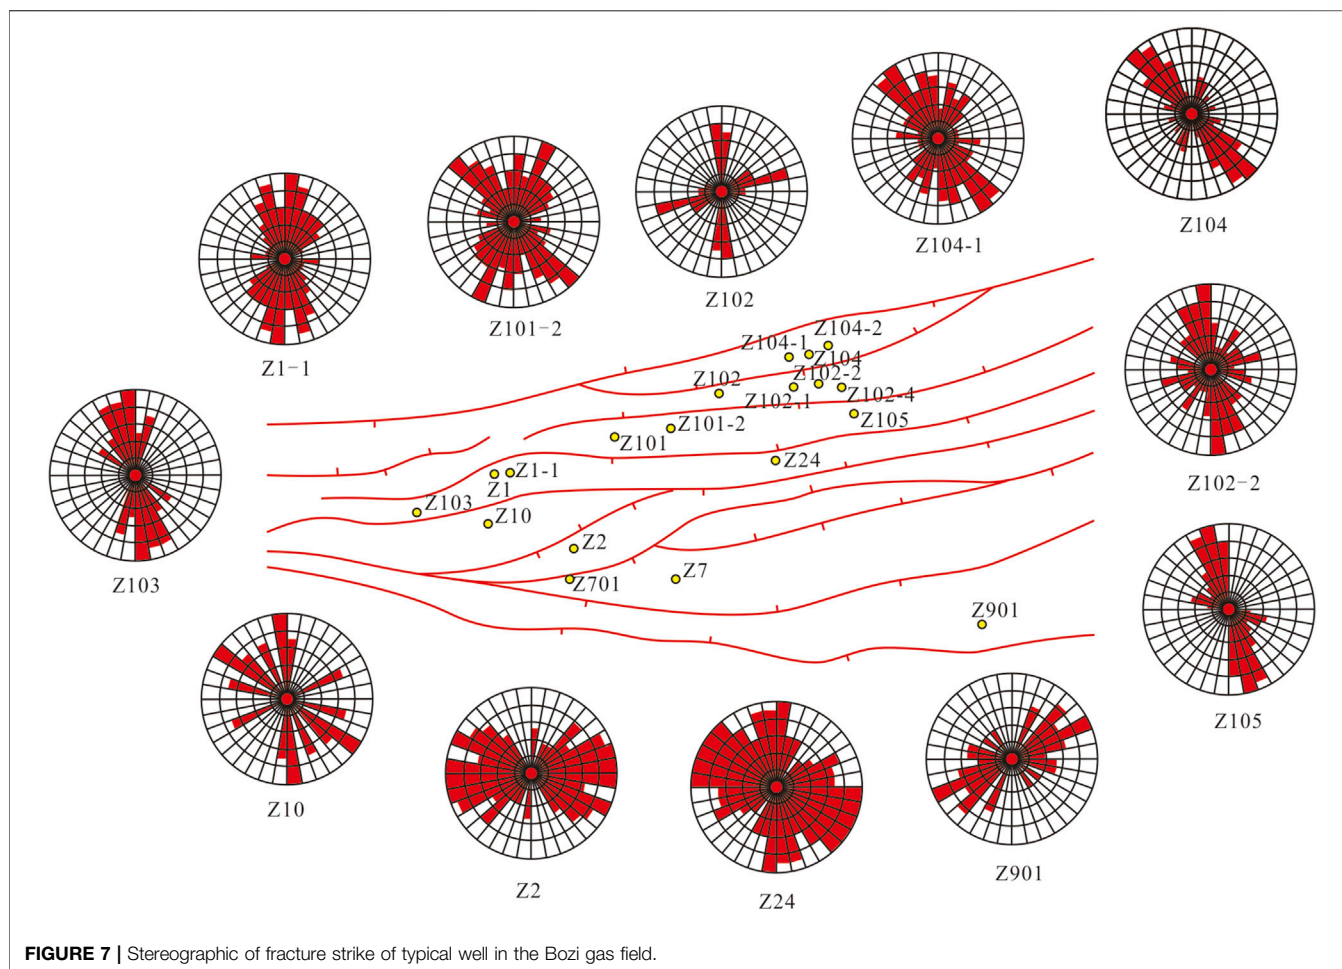 Z104
Z104-1
Z102
Z101-2
Z1-1
Z104-2
Z104-1
Z104
Z102
Z102-2
Z102-1
Z102-4
Z105
Z101-2
Z101
Z24
Z1-1
Z1
Z103
Z10
Z2
Z701
Z7
Z901
Z102-2
Z103
Z105
Z10
Z2
Z24
Z901
FIGURE 7 | Stereographic of fracture strike of typical well in the Bozi gas field.